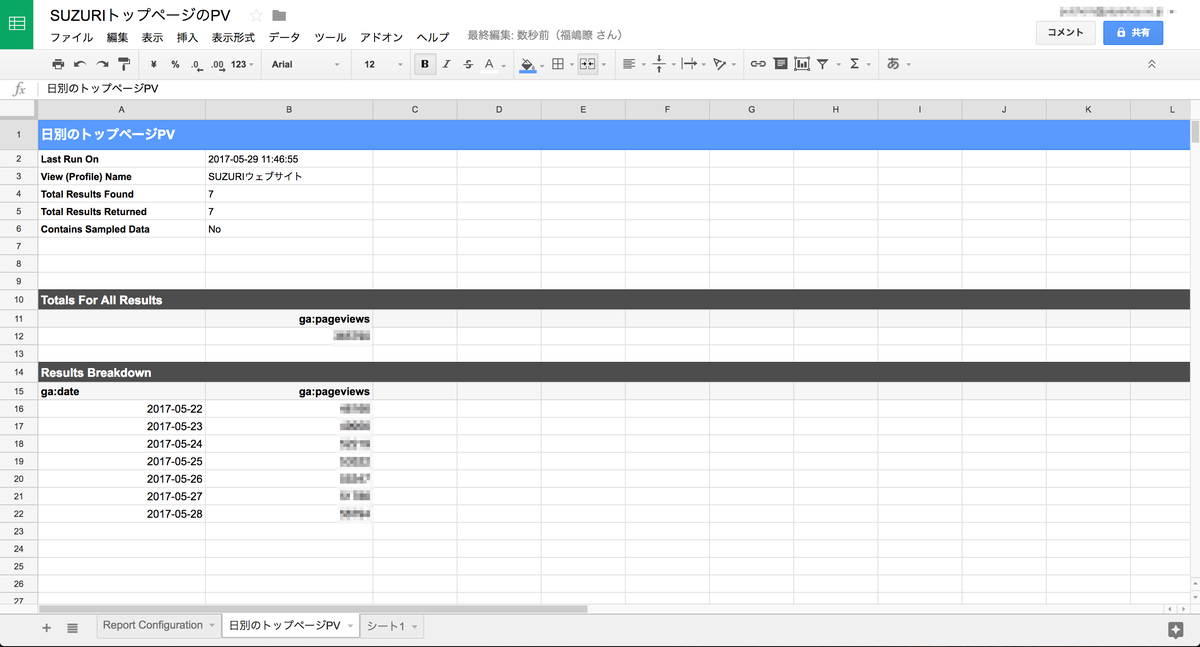 SUZURIトップページのPV
ファイル 編集 表示 挿入 表示形式 データ ツール アドオン ヘルプ 最終編集: 数秒前（福嶋瞭 さん）
コメント 共有
¥ % .0 .00 123 Arial 12 B I S A Σ あ
fx 日別のトップページPV
A B C D E F G H I J K L
1 日別のトップページPV
2 Last Run On 2017-05-29 11:46:55
3 View (Profile) Name SUZURIウェブサイト
4 Total Results Found 7
5 Total Results Returned 7
6 Contains Sampled Data No
7
8
9
10 Totals For All Results
11 ga:pageviews
12
13
14 Results Breakdown
15 ga:date ga:pageviews
16 2017-05-22
17 2017-05-23
18 2017-05-24
19 2017-05-25
20 2017-05-26
21 2017-05-27
22 2017-05-28
23
24
25
26
27
Report Configuration 日別のトップページPV シート1